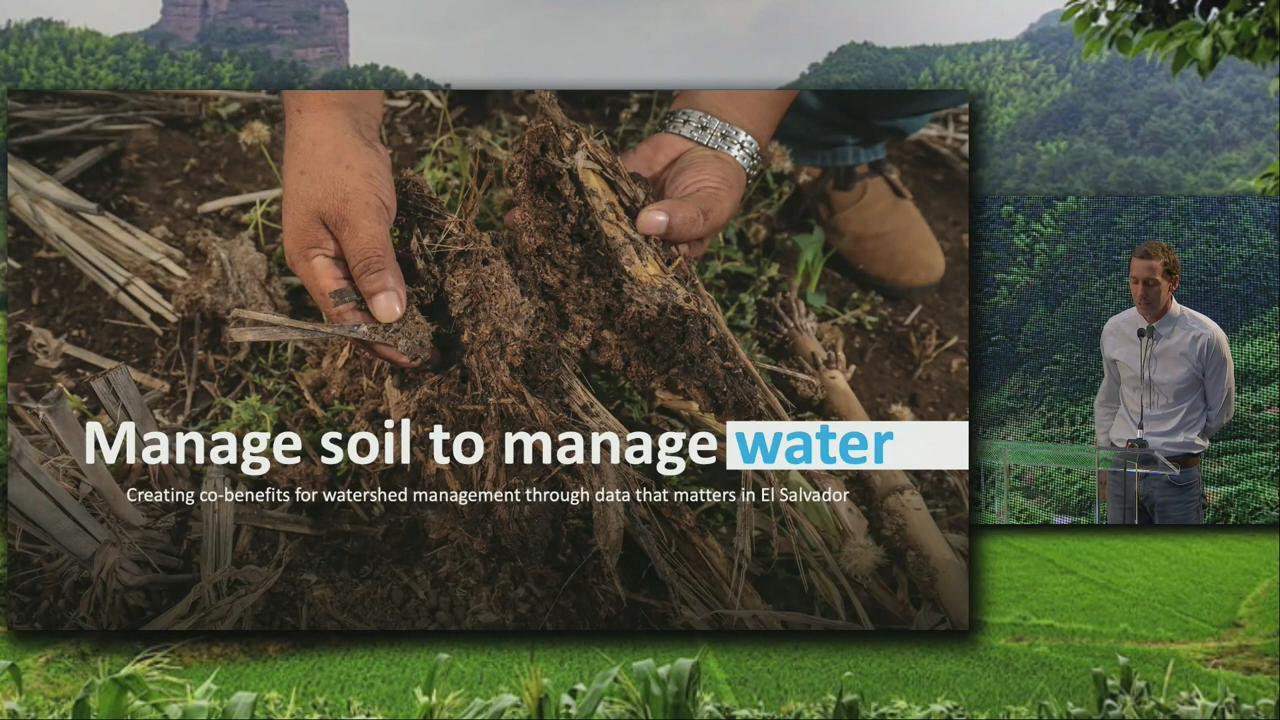 Manage soil to manage water
Creating co-benefits for watershed management through data that matters in El Salvador